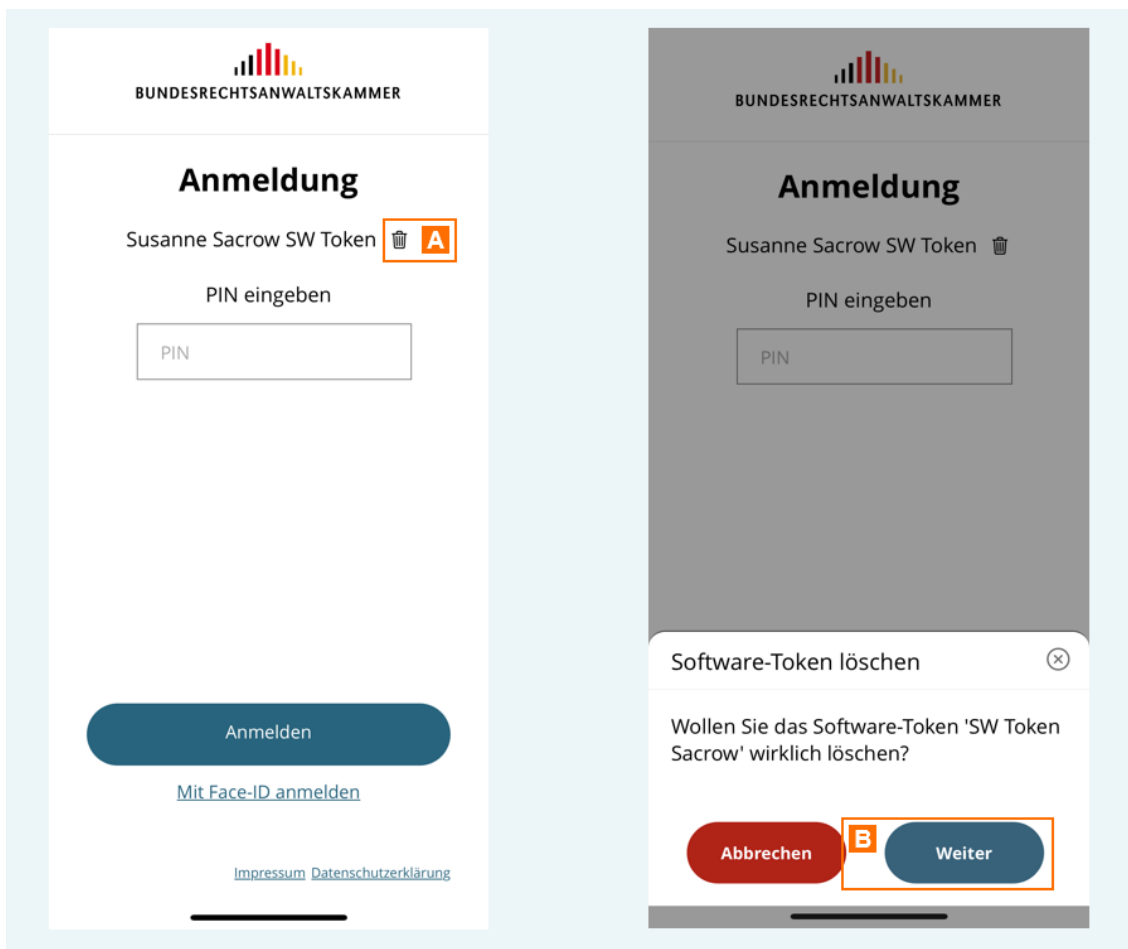 BUNDESRECHTSANWALTSKAMMER
Anmeldung
Susanne Sacrow SW Token A
PIN eingeben
PIN
Anmelden
Mit Face-ID anmelden
Impressum Datenschutzerklärung
BUNDESRECHTSANWALTSKAMMER
Anmeldung
Susanne Sacrow SW Token
PIN eingeben
PIN
Software-Token löschen
Wollen Sie das Software-Token 'SW Token
Sacrow' wirklich löschen?
Abbrechen B Weiter